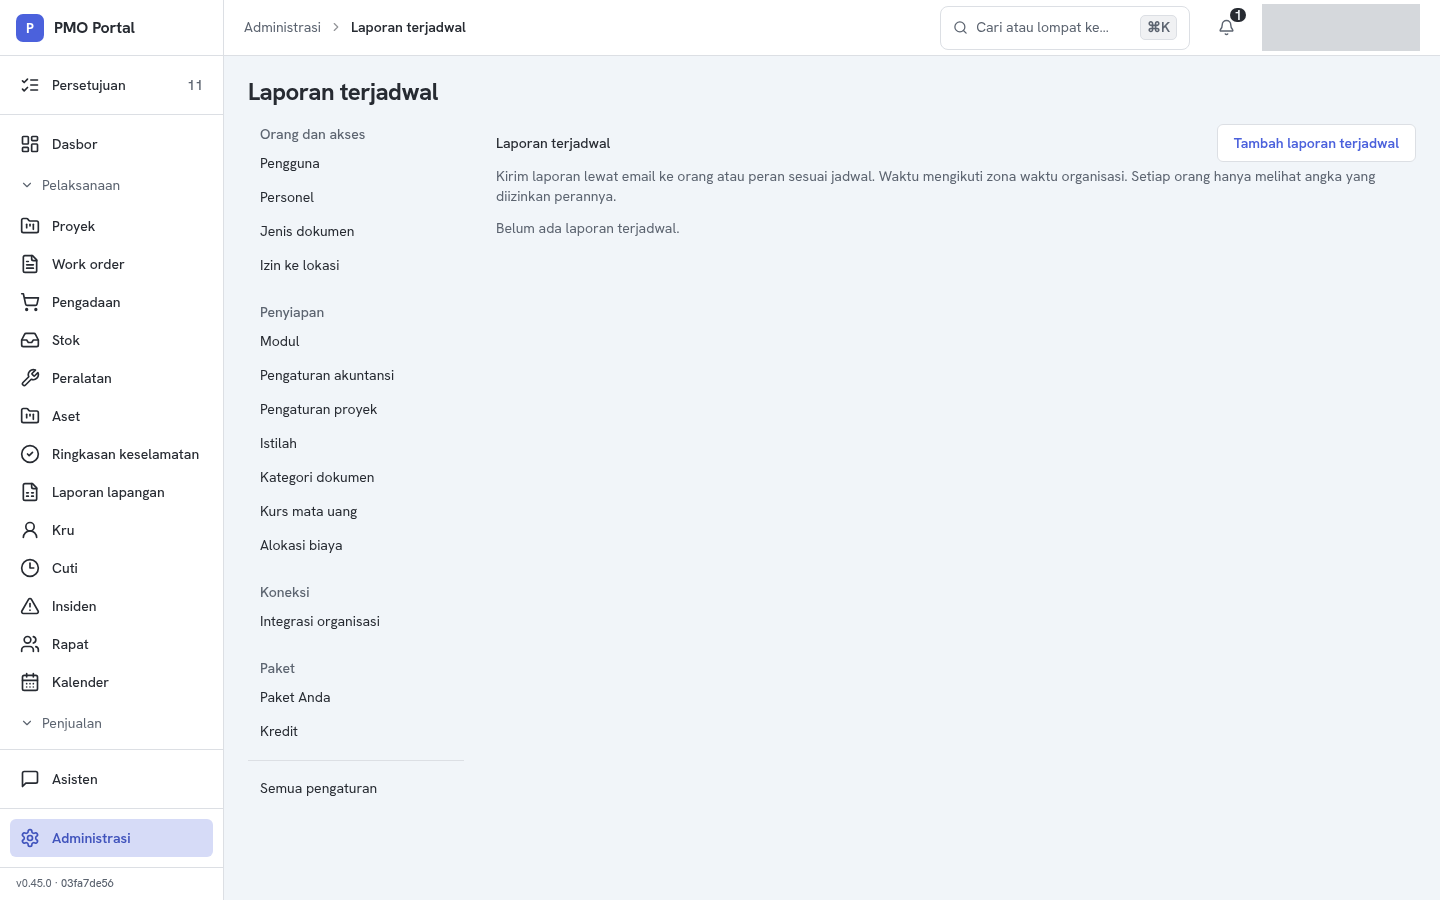 P PMO Portal
Administrasi > Laporan terjadwal
Cari atau lompat ke...
⌘K
1
Persetujuan 11
Dasbor
Pelaksanaan
Proyek
Work order
Pengadaan
Stok
Peralatan
Aset
Ringkasan keselamatan
Laporan lapangan
Kru
Cuti
Insiden
Rapat
Kalender
Penjualan
Asisten
Administrasi
v0.45.0 · 03fa7de56
Laporan terjadwal
Orang dan akses
Pengguna
Personel
Jenis dokumen
Izin ke lokasi
Penyiapan
Modul
Pengaturan akuntansi
Pengaturan proyek
Istilah
Kategori dokumen
Kurs mata uang
Alokasi biaya
Koneksi
Integrasi organisasi
Paket
Paket Anda
Kredit
Semua pengaturan
Laporan terjadwal
Tambah laporan terjadwal
Kirim laporan lewat email ke orang atau peran sesuai jadwal. Waktu mengikuti zona waktu organisasi. Setiap orang hanya melihat angka yang
diizinkan perannya.
Belum ada laporan terjadwal.